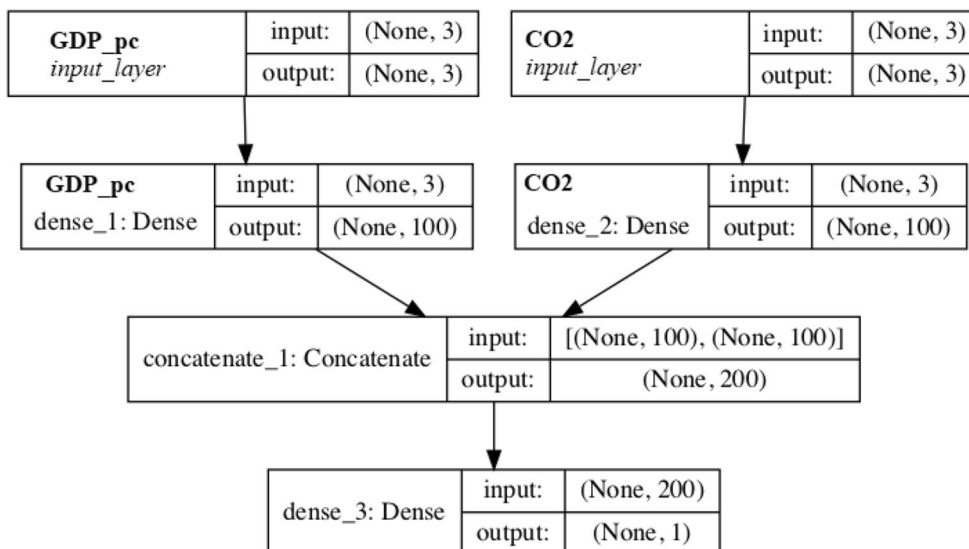 GDP_pc
input_layer
input: (None, 3)
output: (None, 3)
CO2
input_layer
input: (None, 3)
output: (None, 3)
GDP_pc
dense_1: Dense
input: (None, 3)
output: (None, 100)
CO2
dense_2: Dense
input: (None, 3)
output: (None, 100)
concatenate_1: Concatenate
input: [(None, 100), (None, 100)]
output: (None, 200)
dense_3: Dense
input: (None, 200)
output: (None, 1)